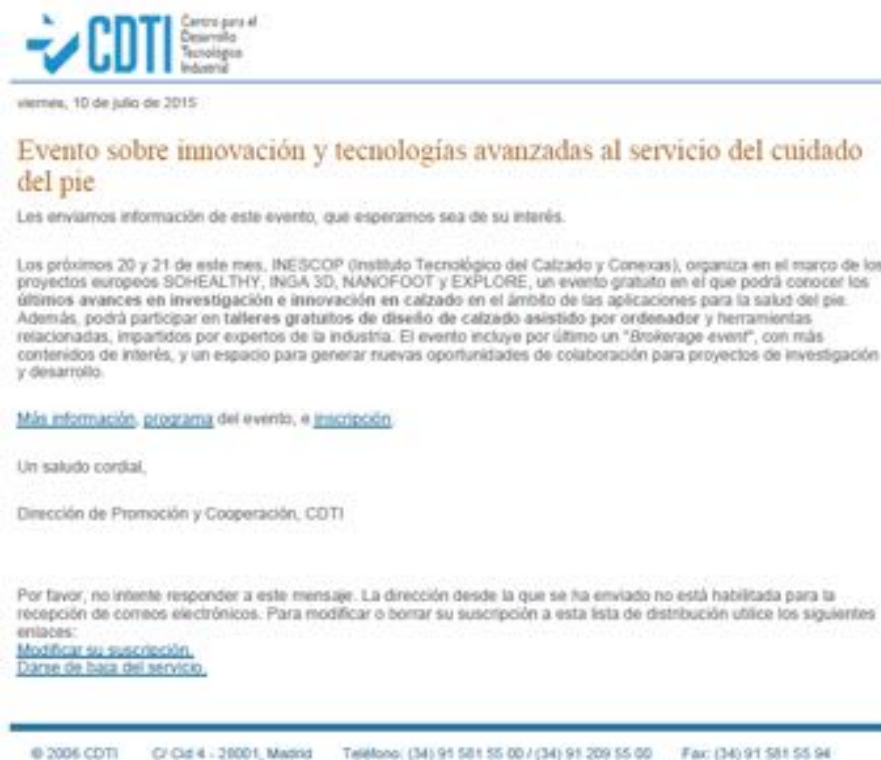 CDTI
Centro para el
Desarrollo
Tecnológico
Industrial
viernes, 10 de julio de 2015
Evento sobre innovación y tecnologías avanzadas al servicio del cuidado
del pie
Les enviamos información de este evento, que esperamos sea de su interés.
Los próximos 20 y 21 de este mes, INESCOP (Instituto Tecnológico del Calzado y Conexas), organiza en el marco de los
proyectos europeos SOHEALTHY, INGA 3D, NANOFOOT y EXPLORE, un evento gratuito en el que podrá conocer los
últimos avances en investigación e innovación en calzado en el ámbito de las aplicaciones para la salud del pie.
Además, podrá participar en talleres gratuitos de diseño de calzado asistido por ordenador y herramientas
relacionadas, impartidos por expertos de la industria. El evento incluye por último un "Brokerage event", con más
contenidos de interés, y un espacio para generar nuevas oportunidades de colaboración para proyectos de investigación
y desarrollo.
Más información, programa del evento, e inscripción.
Un saludo cordial,
Dirección de Promoción y Cooperación, CDTI
Por favor, no intente responder a este mensaje. La dirección desde la que se ha enviado no está habilitada para la
recepción de correos electrónicos. Para modificar o borrar su suscripción a esta lista de distribución utilice los siguientes
enlaces:
Modificar su suscripción.
Darse de baja del servicio.
© 2006 CDTI C/ Cid 4 - 28001, Madrid Teléfono: (34) 91 581 55 00 / (34) 91 209 55 00 Fax: (34) 91 581 55 94